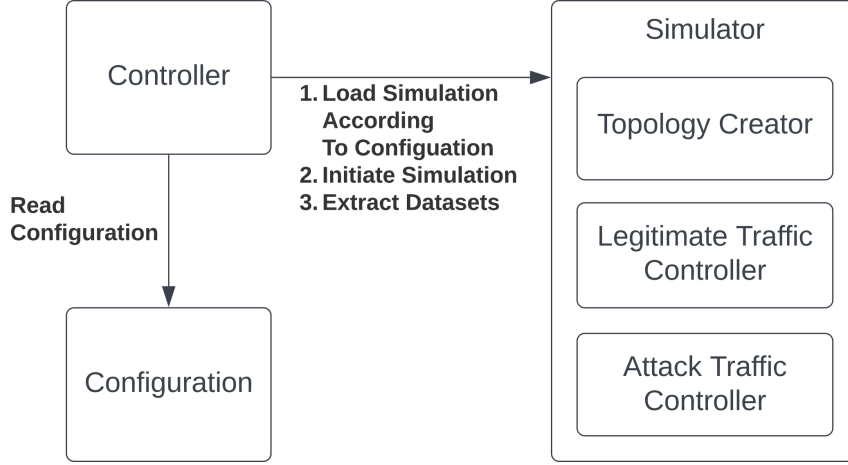 Controller
Simulator
1. Load Simulation
According
To Configuation
2. Initiate Simulation
3. Extract Datasets
Topology Creator
Read
Configuration
Legitimate Traffic
Controller
Configuration
Attack Traffic
Controller